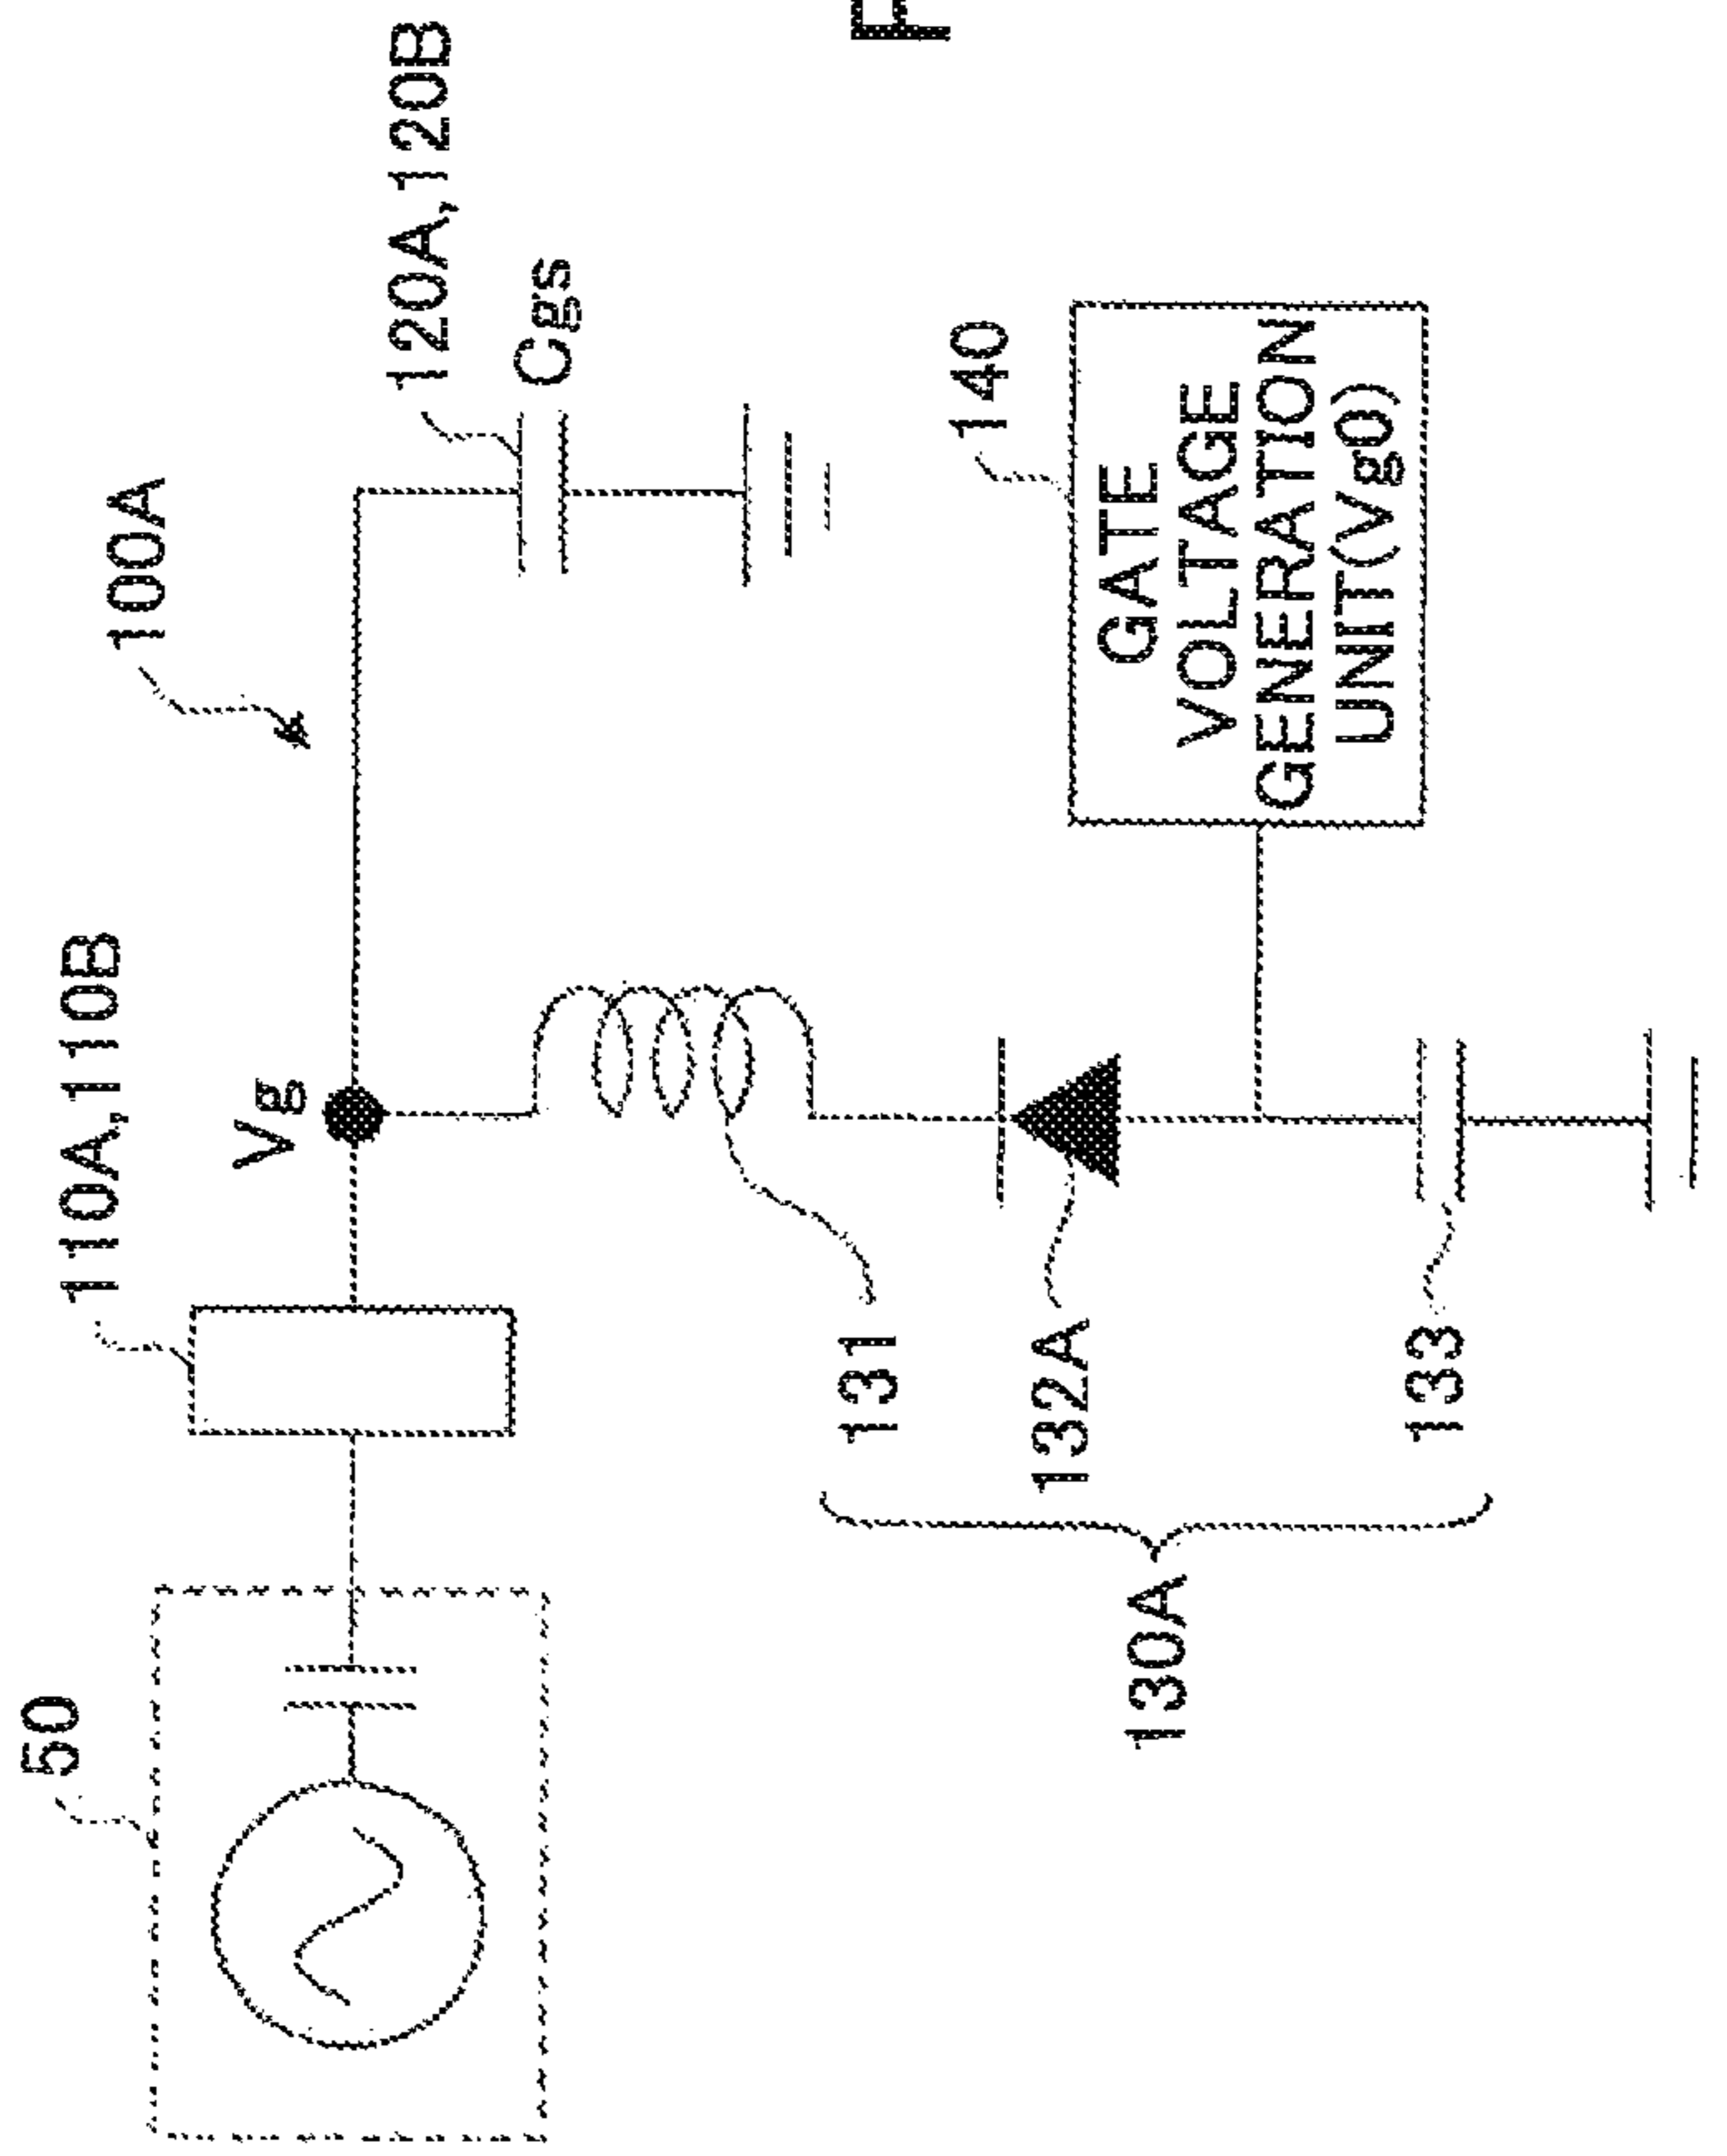 50
110A,110B
Vg
100A
120A,120B
Cgs
131
132A
133
130A
140
GATE
VOLTAGE
GENERATION
UNIT(Vg0)
F